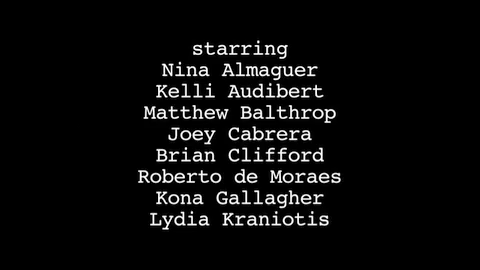 starring
Nina Almaguer
Kelli Audibert
Matthew Balthrop
Joey Cabrera
Brian Clifford
Roberto de Moraes
Kona Gallagher
Lydia Kraniotis